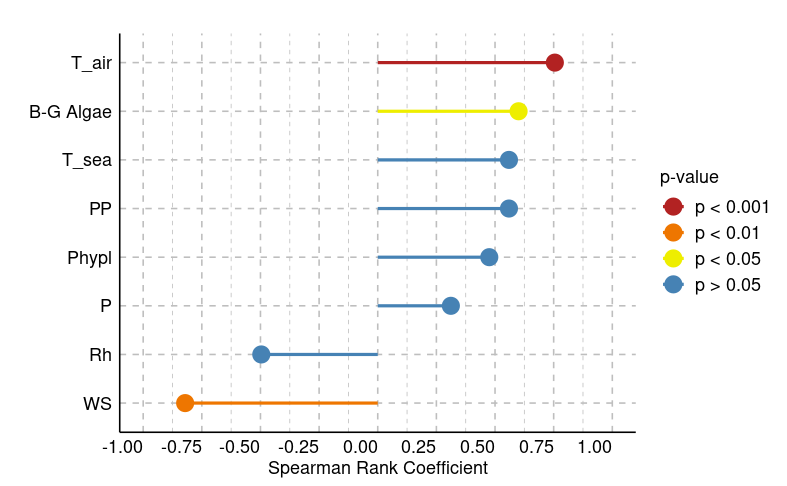 T_air
B-G Algae
T_sea
PP
Phypl
P
Rh
WS
-1.00 -0.75 -0.50 -0.25 0.00 0.25 0.50 0.75 1.00
Spearman Rank Coefficient
p-value
p < 0.001
p < 0.01
p < 0.05
p > 0.05